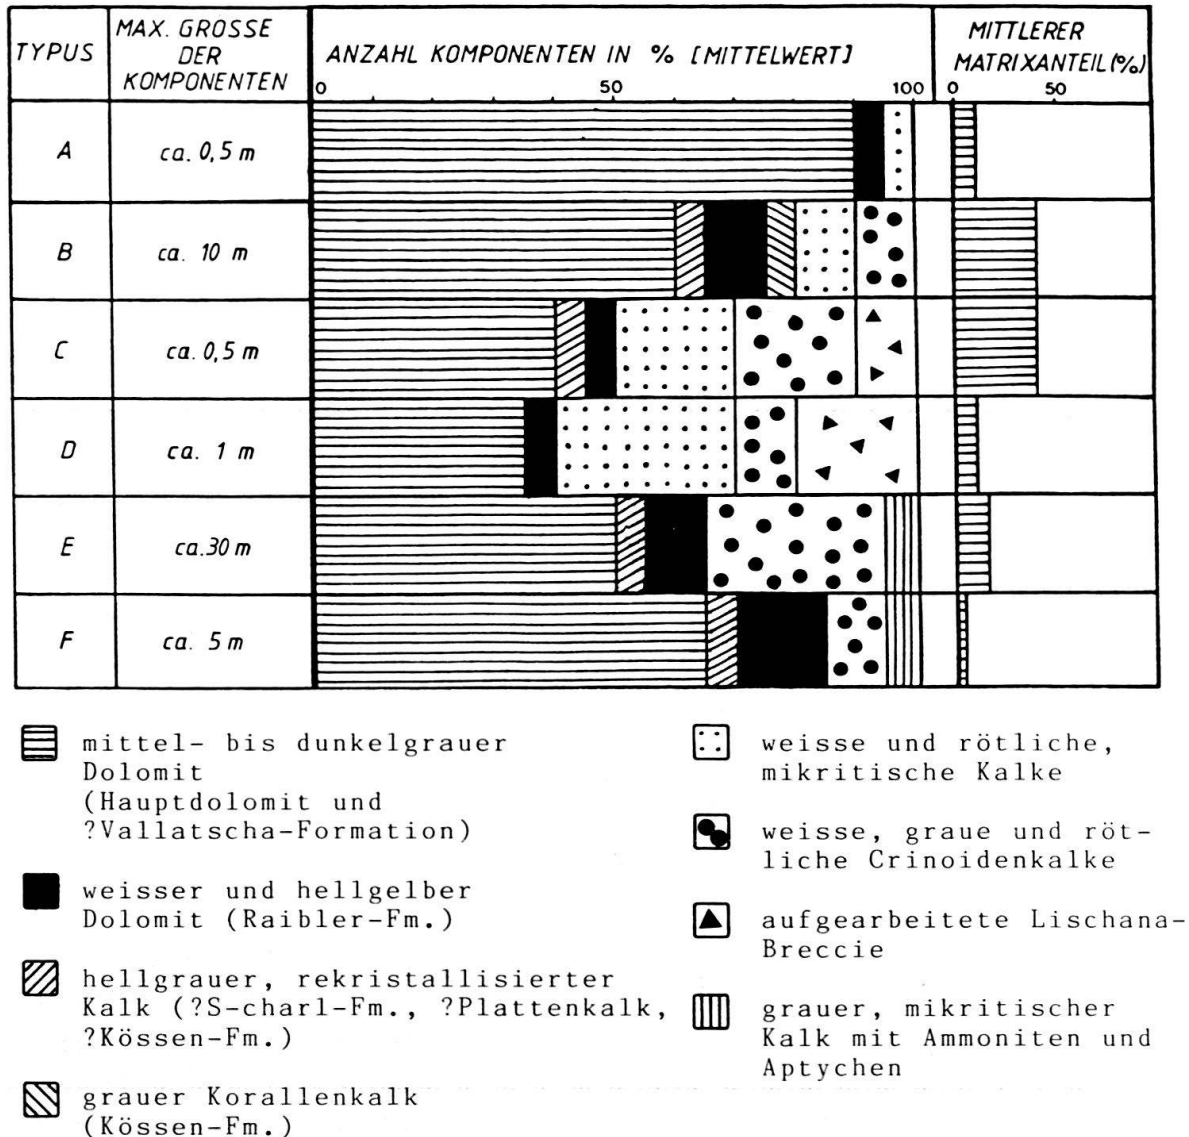 TYPUS
MAX. GROSSE
DER
KOMPONENTEN
ANZAHL KOMPONENTEN IN % [MITTELWERT]
0 50 100
MITTLERER
MATRIXANTEIL (%)
0 50
A ca. 0,5 m
B ca. 10 m
C ca. 0,5 m
D ca. 1 m
E ca. 30 m
F ca. 5 m
mittel- bis dunkelgrauer
Dolomit
(Hauptdolomit und
?Vallatscha-Formation)
weisser und hellgelber
Dolomit (Raibler-Fm.)
hellgrauer, rekristallisierter
Kalk (?S-charl-Fm., ?Plattenkalk,
?Kössen-Fm.)
grauer Korallenkalk
(Kössen-Fm.)
weisse und rötliche,
mikritische Kalke
weisse, graue und röt-
liche Crinoidenkalke
aufgearbeitete Lischana-
Breccie
grauer, mikritischer
Kalk mit Ammoniten und
Aptychen